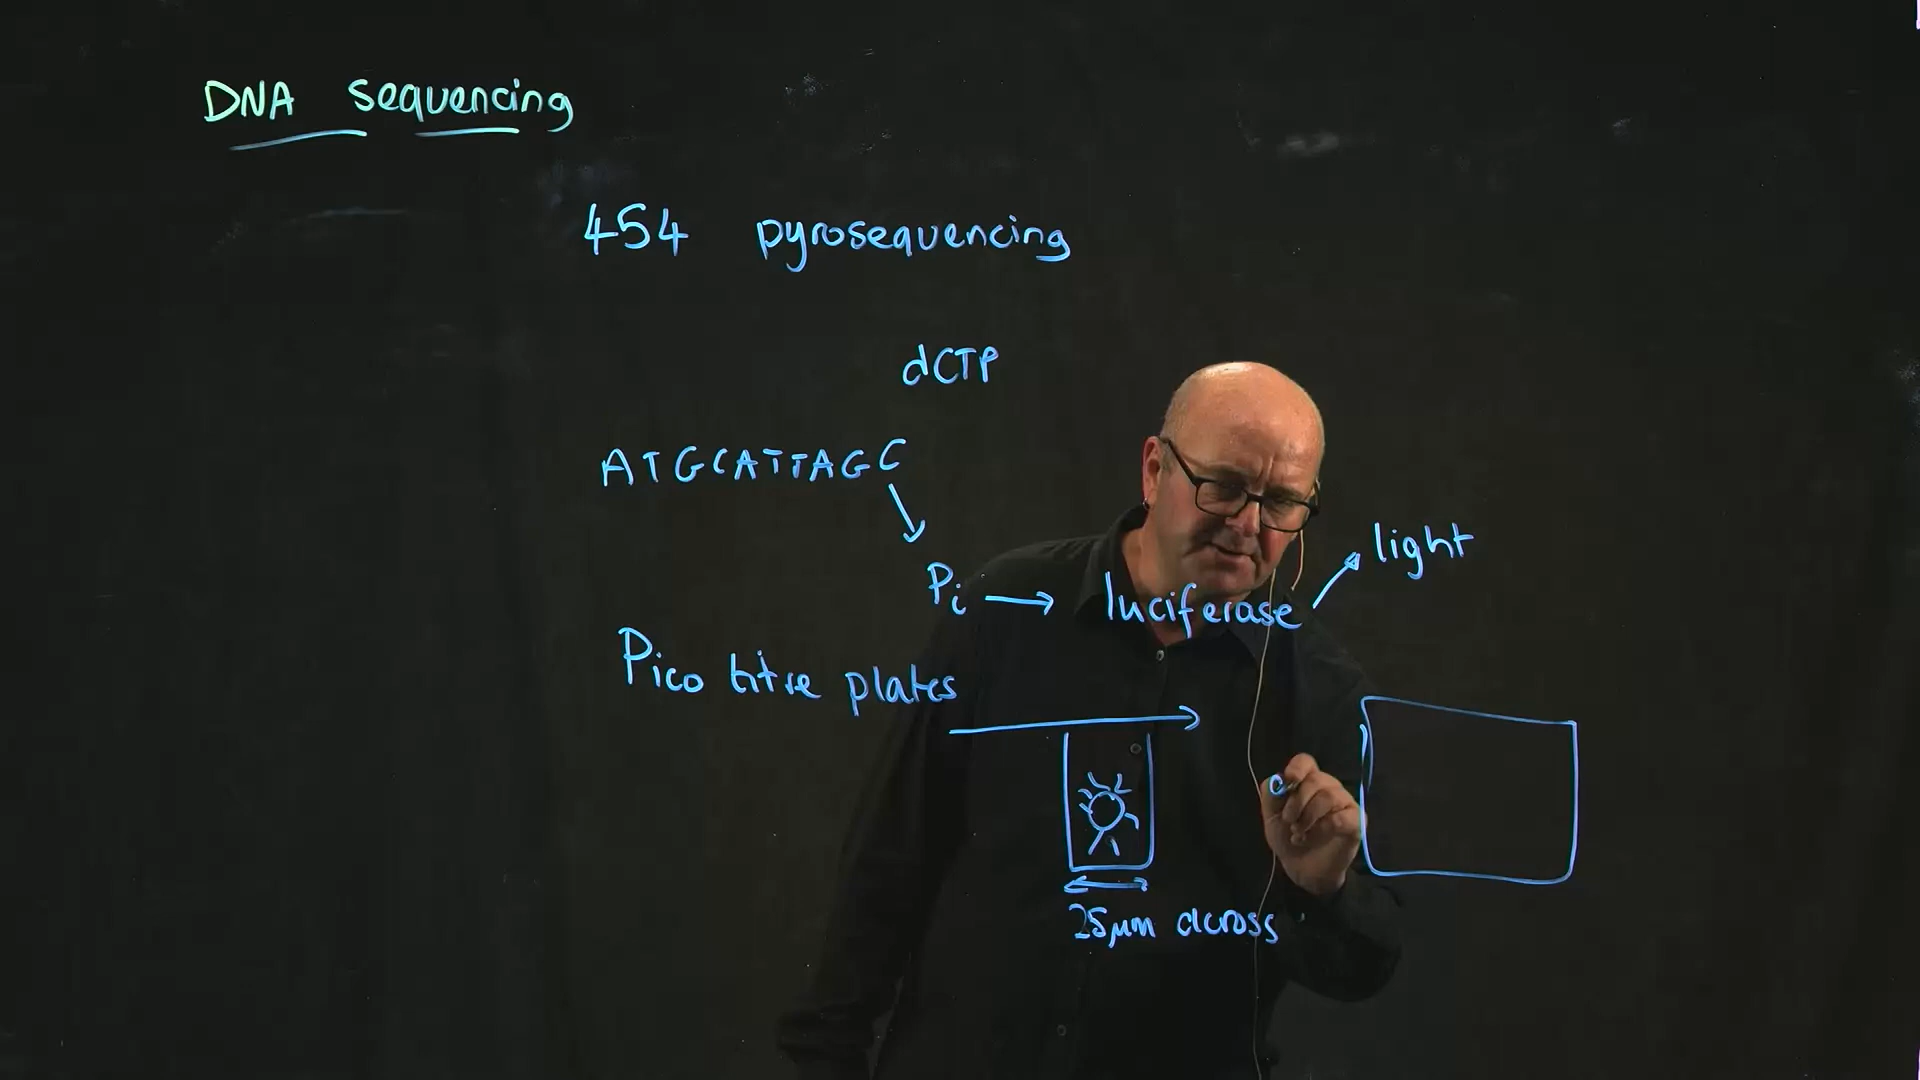 DNA sequencing
454 pyrosequencing
dCTP
ATGCATTAGC
Pi → luciferase
light
Pico titre plates
25μm across